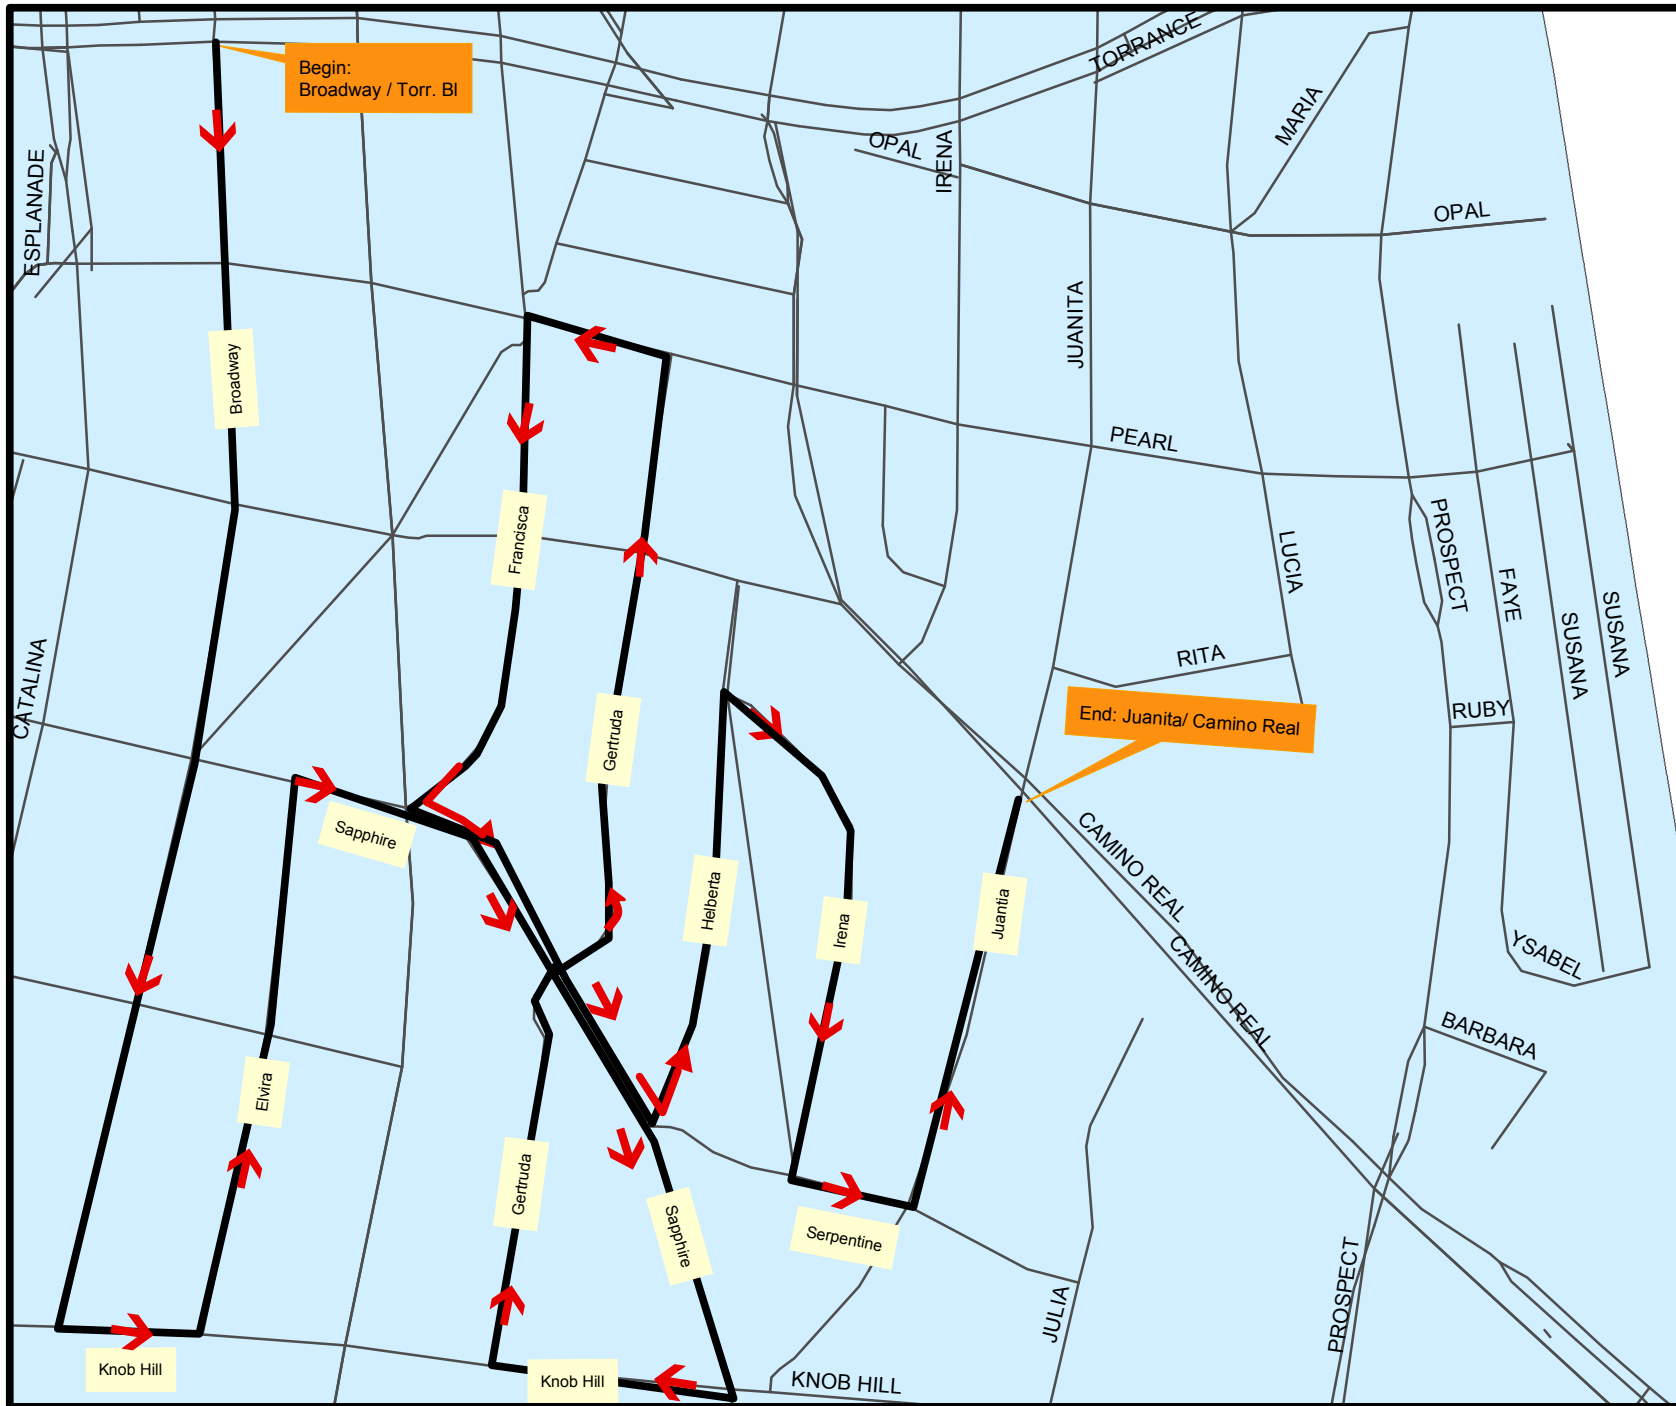 TORRANCE
Begin:
Broadway / Torr. Bl
MARIA
OPAL
IRENA
ESPLANADE
OPAL
JUANITA
Broadway
PEARL
PROSPECT
Francisca
LUCIA
FAYE
SUSANA
SUSANA
RITA
CATALINA
RUBY
End: Juanita/ Camino Real
Gertruda
Sapphire
CAMINO REAL
Helberta
Juantia
Irena
YSABEL
CAMINO REAL
BARBARA
Elvira
Gertruda
Sapphire
Serpentine
PROSPECT
JULIA
Knob Hill
Knob Hill
KNOB HILL